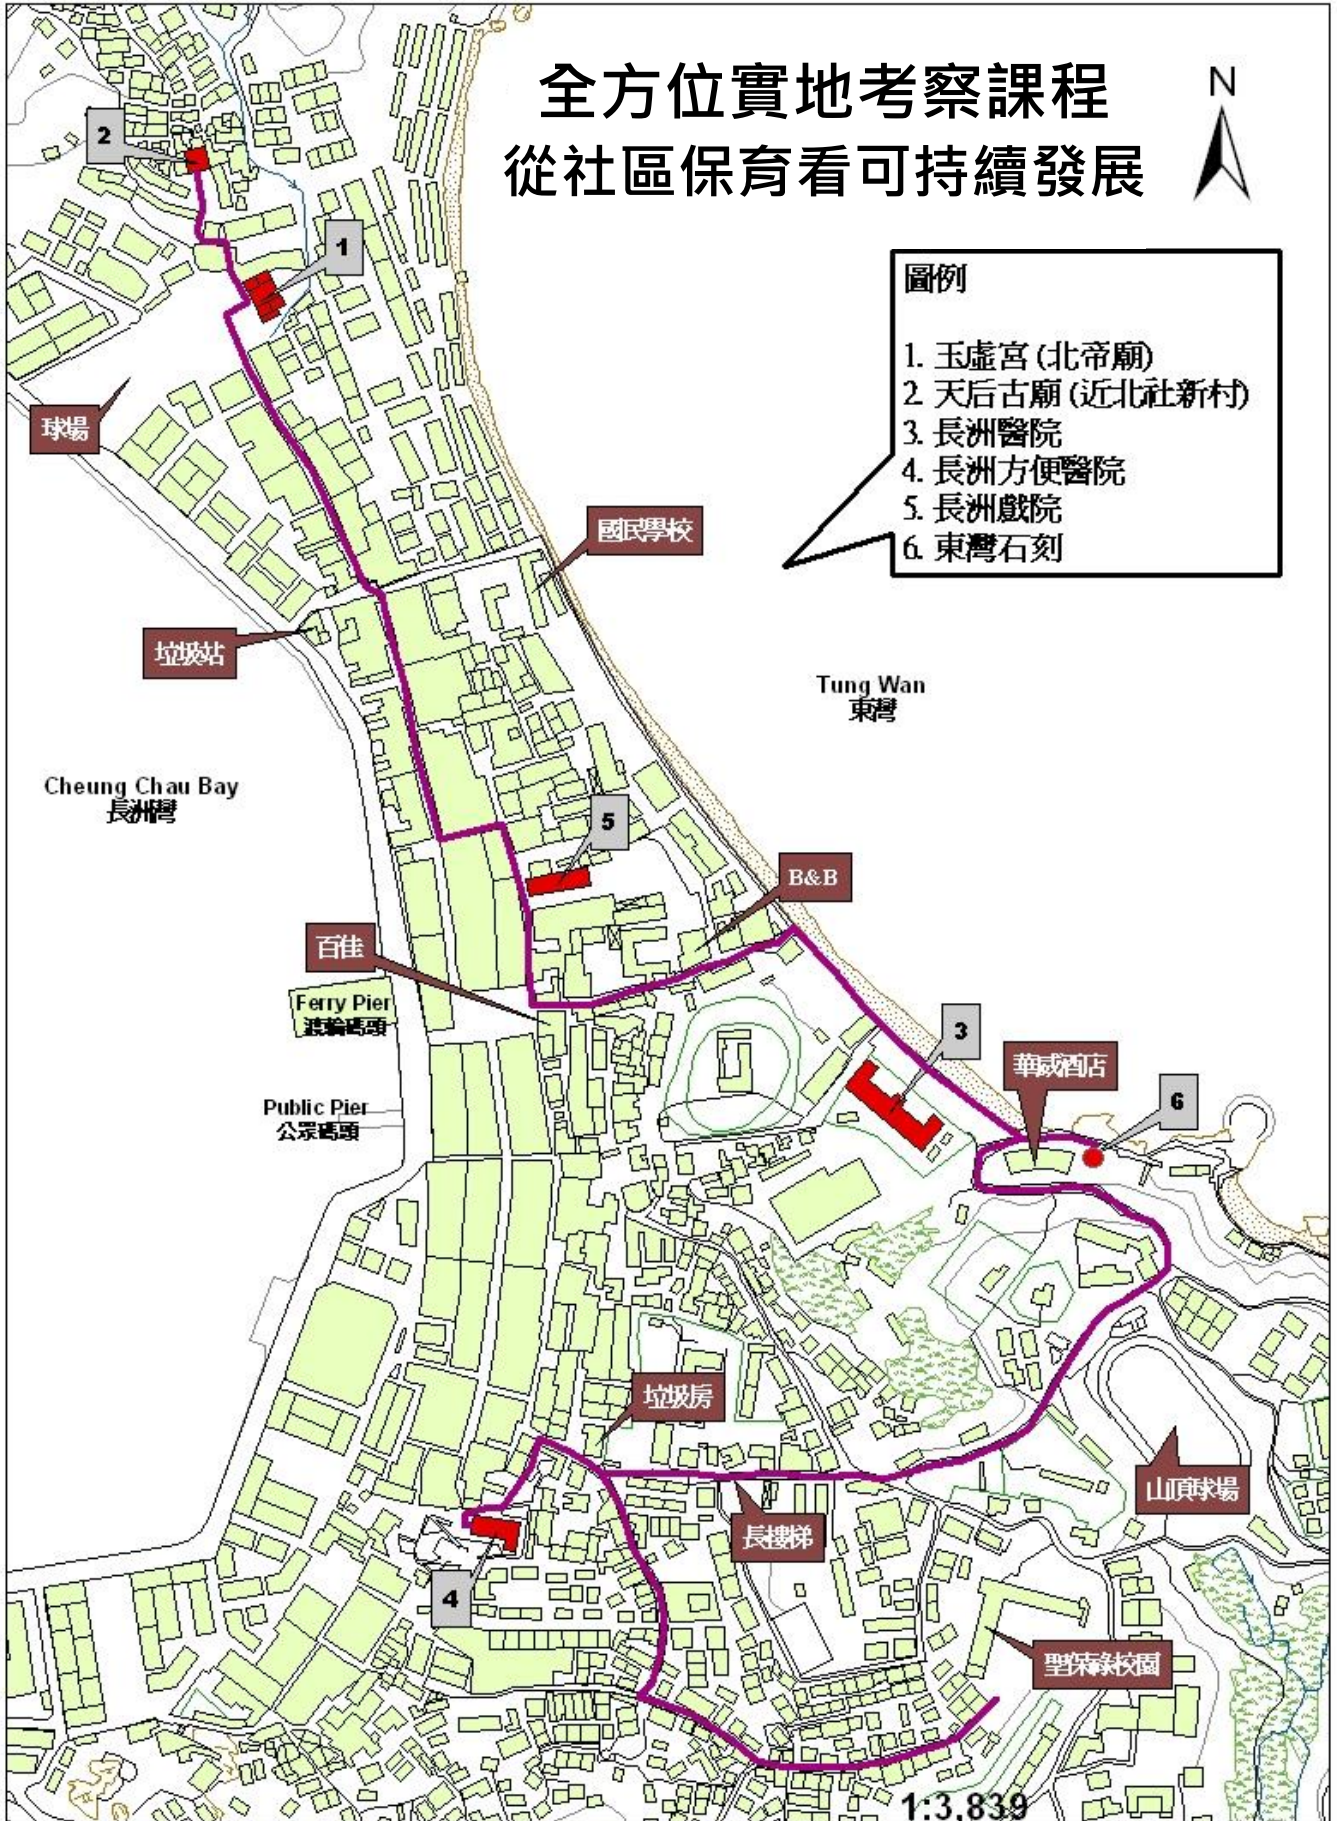 全方位實地考察課程
從社區保育看可持續發展
N
2
1
圖例
1. 玉虛宮 (北帝廟)
2. 天后古廟 (近北社新村)
3. 長洲醫院
4. 長洲方便醫院
5. 長洲戲院
6. 東灣石刻
球場
國民學校
垃圾站
Tung Wan
東灣
Cheung Chau Bay
長洲灣
5
B&B
百佳
Ferry Pier
渡輪碼頭
3
華威酒店
6
Public Pier
公眾碼頭
垃圾房
山頂球場
長樓梯
4
聖保祿校園
1:3,839